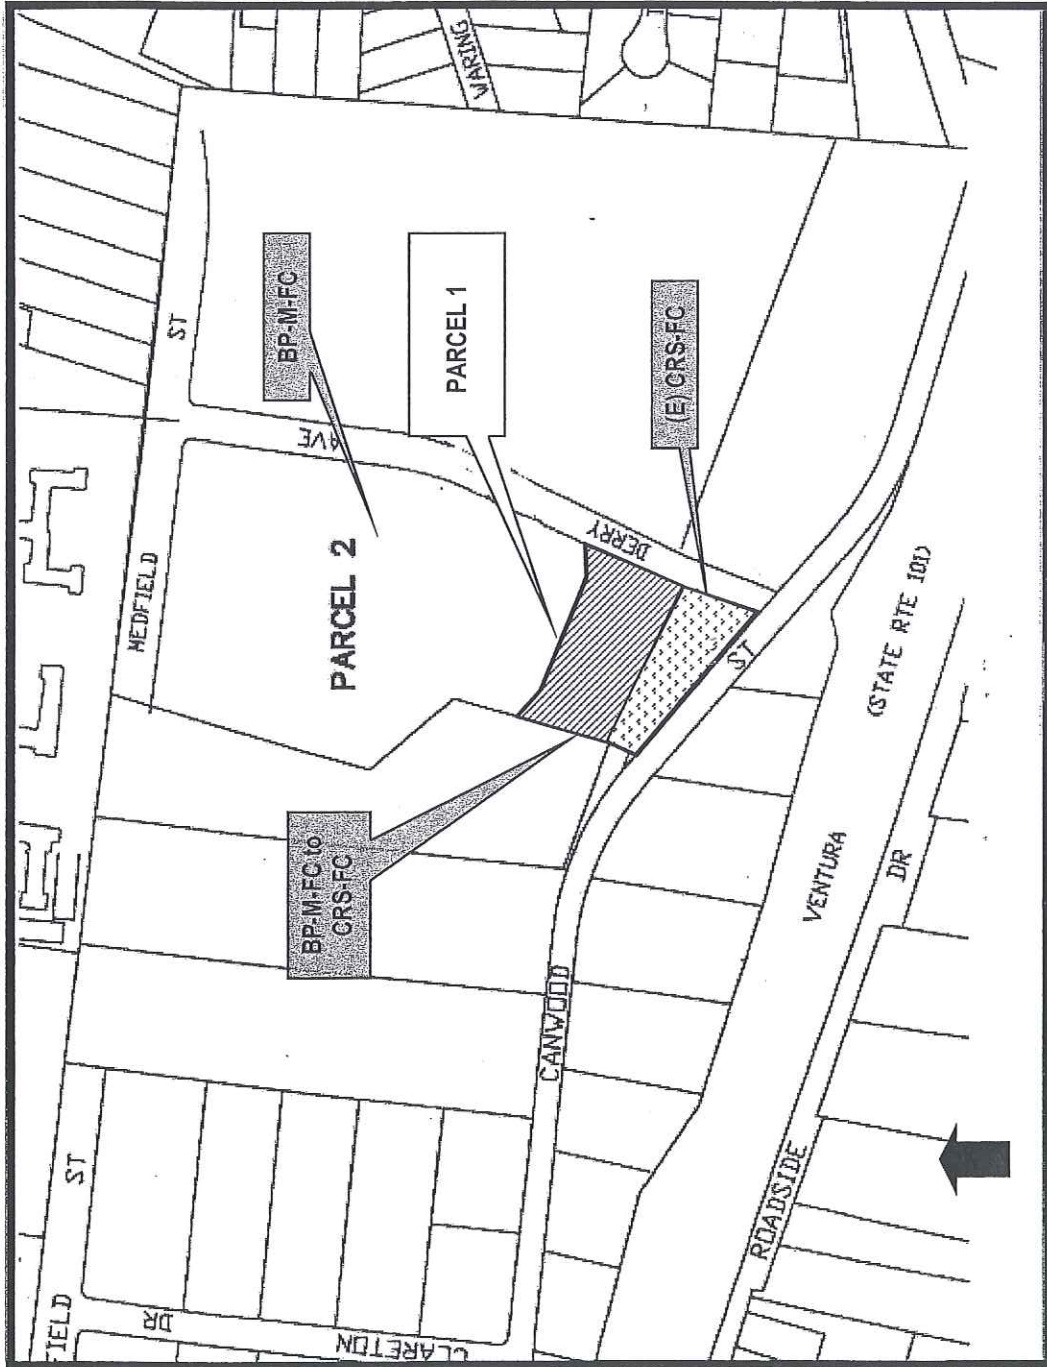 WARING
ST
BP-M-FC
PARCEL 1
(E) CRS-FC
AVE
MEDFIELD
PARCEL 2
DERRY
ST
(STATE RTE 101)
BP-M-FC to
CRS-FC
VENTURA
DR
CANWOOD
ST
ROADSIDE
FIELD
DR
CLARETON